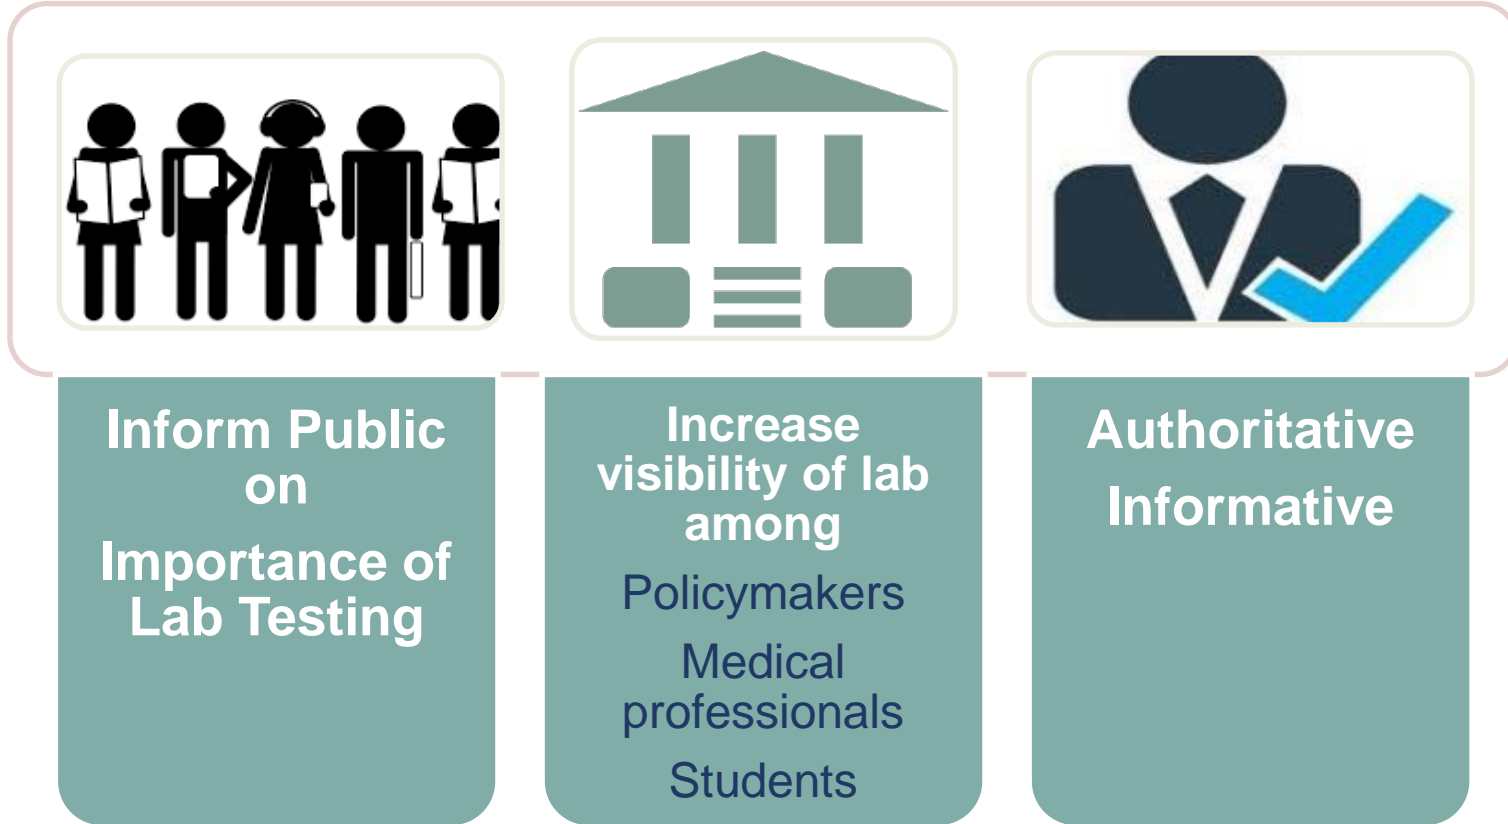 Inform Public
on
Importance of
Lab Testing
Increase
visibility of lab
among
Policymakers
Medical
professionals
Students
Authoritative
Informative